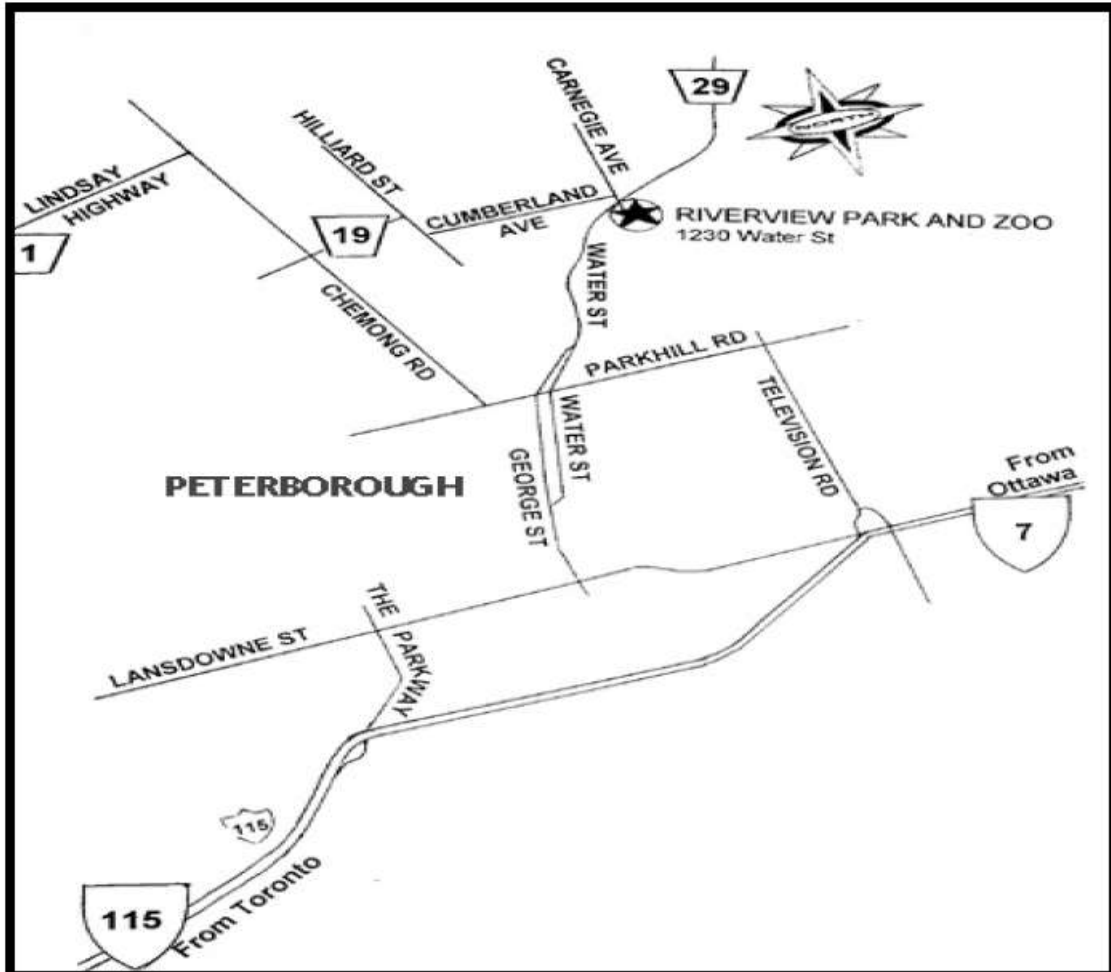 CARNEGIE AVE
29
NORTH
HILLIARD ST
LINDSAY
HIGHWAY
1
19
CUMBERLAND
AVE
RIVERVIEW PARK AND ZOO
1230 Water St
WATER ST
CHEMONG RD
PARKHILL RD
TELEVISION RD
WATER ST
GEORGE ST
PETERBOROUGH
From
Ottawa
7
THE PARKWAY
LANSDOWNE ST
115
115
From Toronto